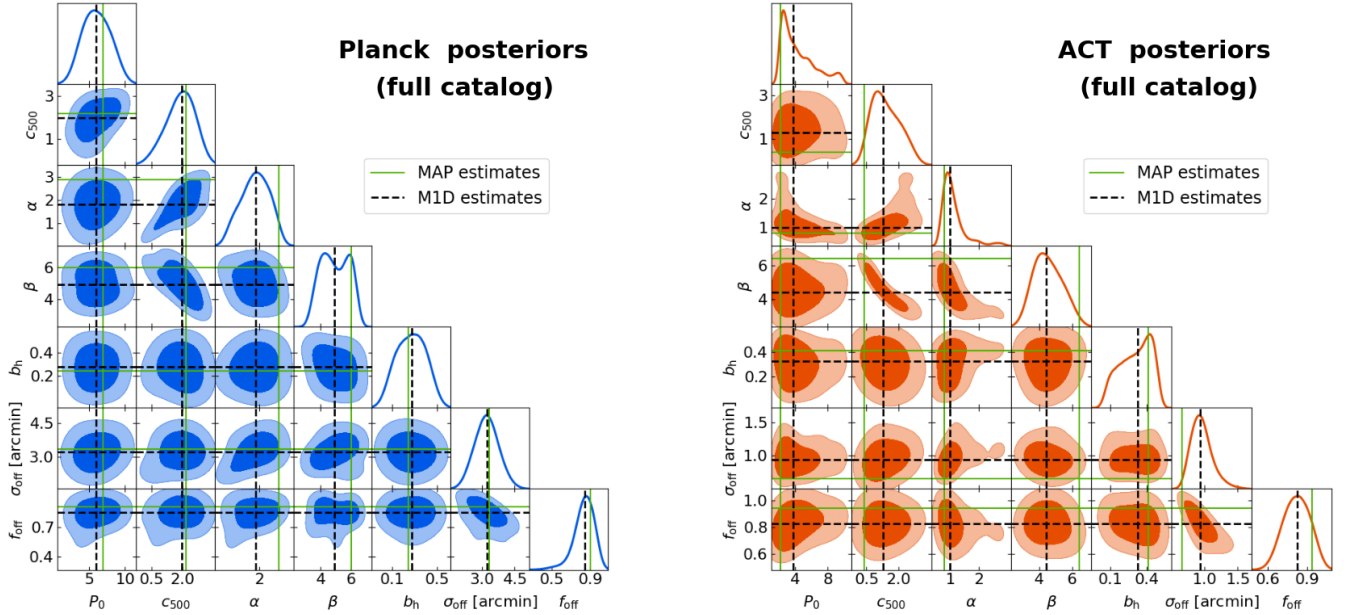 Planck posteriors
(full catalog)
MAP estimates
M1D estimates
3
1
c500
3
2
1
α
6
4
β
0.4
0.2
bh
4.5
3.0
σoff [arcmin]
0.7
0.4
foff
5 10 0.5 2.0 2 4 6 0.1 0.5 3.0 4.5 0.5 0.9
P0 c500 α β bh σoff [arcmin] foff
ACT posteriors
(full catalog)
MAP estimates
M1D estimates
3
1
c500
2
1
α
6
4
β
0.4
0.2
bh
1.5
1.0
σoff [arcmin]
1.0
0.8
0.6
foff
4 8 0.5 2.0 1 2 4 6 0.1 0.4 1.0 1.5 0.6 0.9
P0 c500 α β bh σoff [arcmin] foff